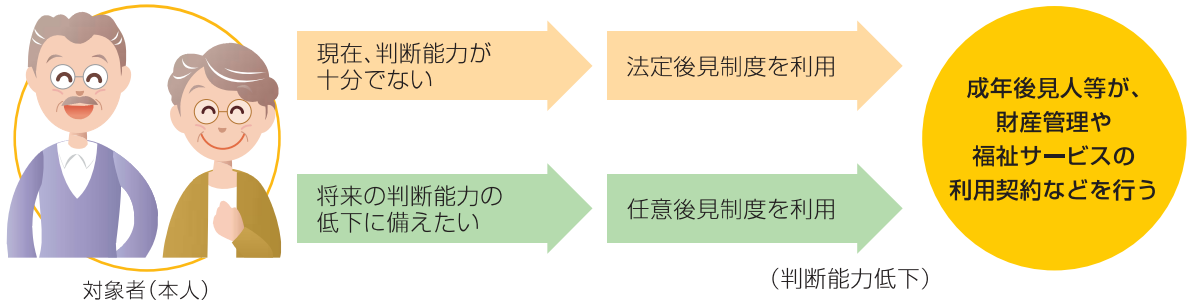 現在、判断能力が
十分でない
法定後見制度を利用
将来の判断能力の
低下に備えたい
任意後見制度を利用
(判断能力低下)
成年後見人等が、
財産管理や
福祉サービスの
利用契約などを行う
対象者(本人)